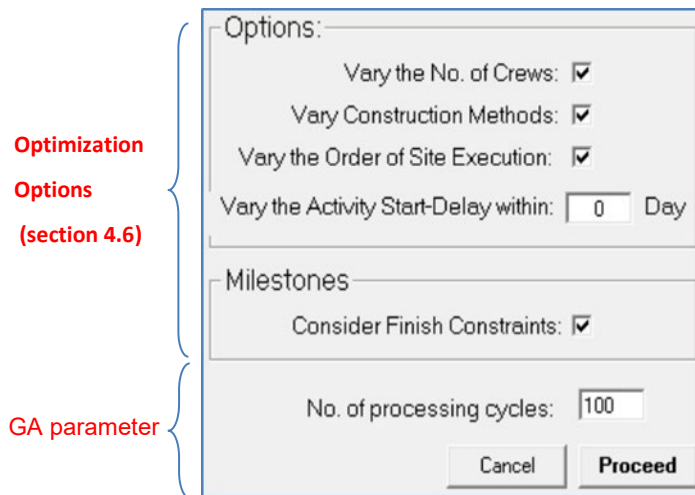 Optimization
Options
(section 4.6)
GA parameter
Options:
Vary the No. of Crews:
Vary Construction Methods:
Vary the Order of Site Execution:
Vary the Activity Start-Delay within: 0 Day
Milestones
Consider Finish Constraints:
No. of processing cycles: 100
Cancel Proceed